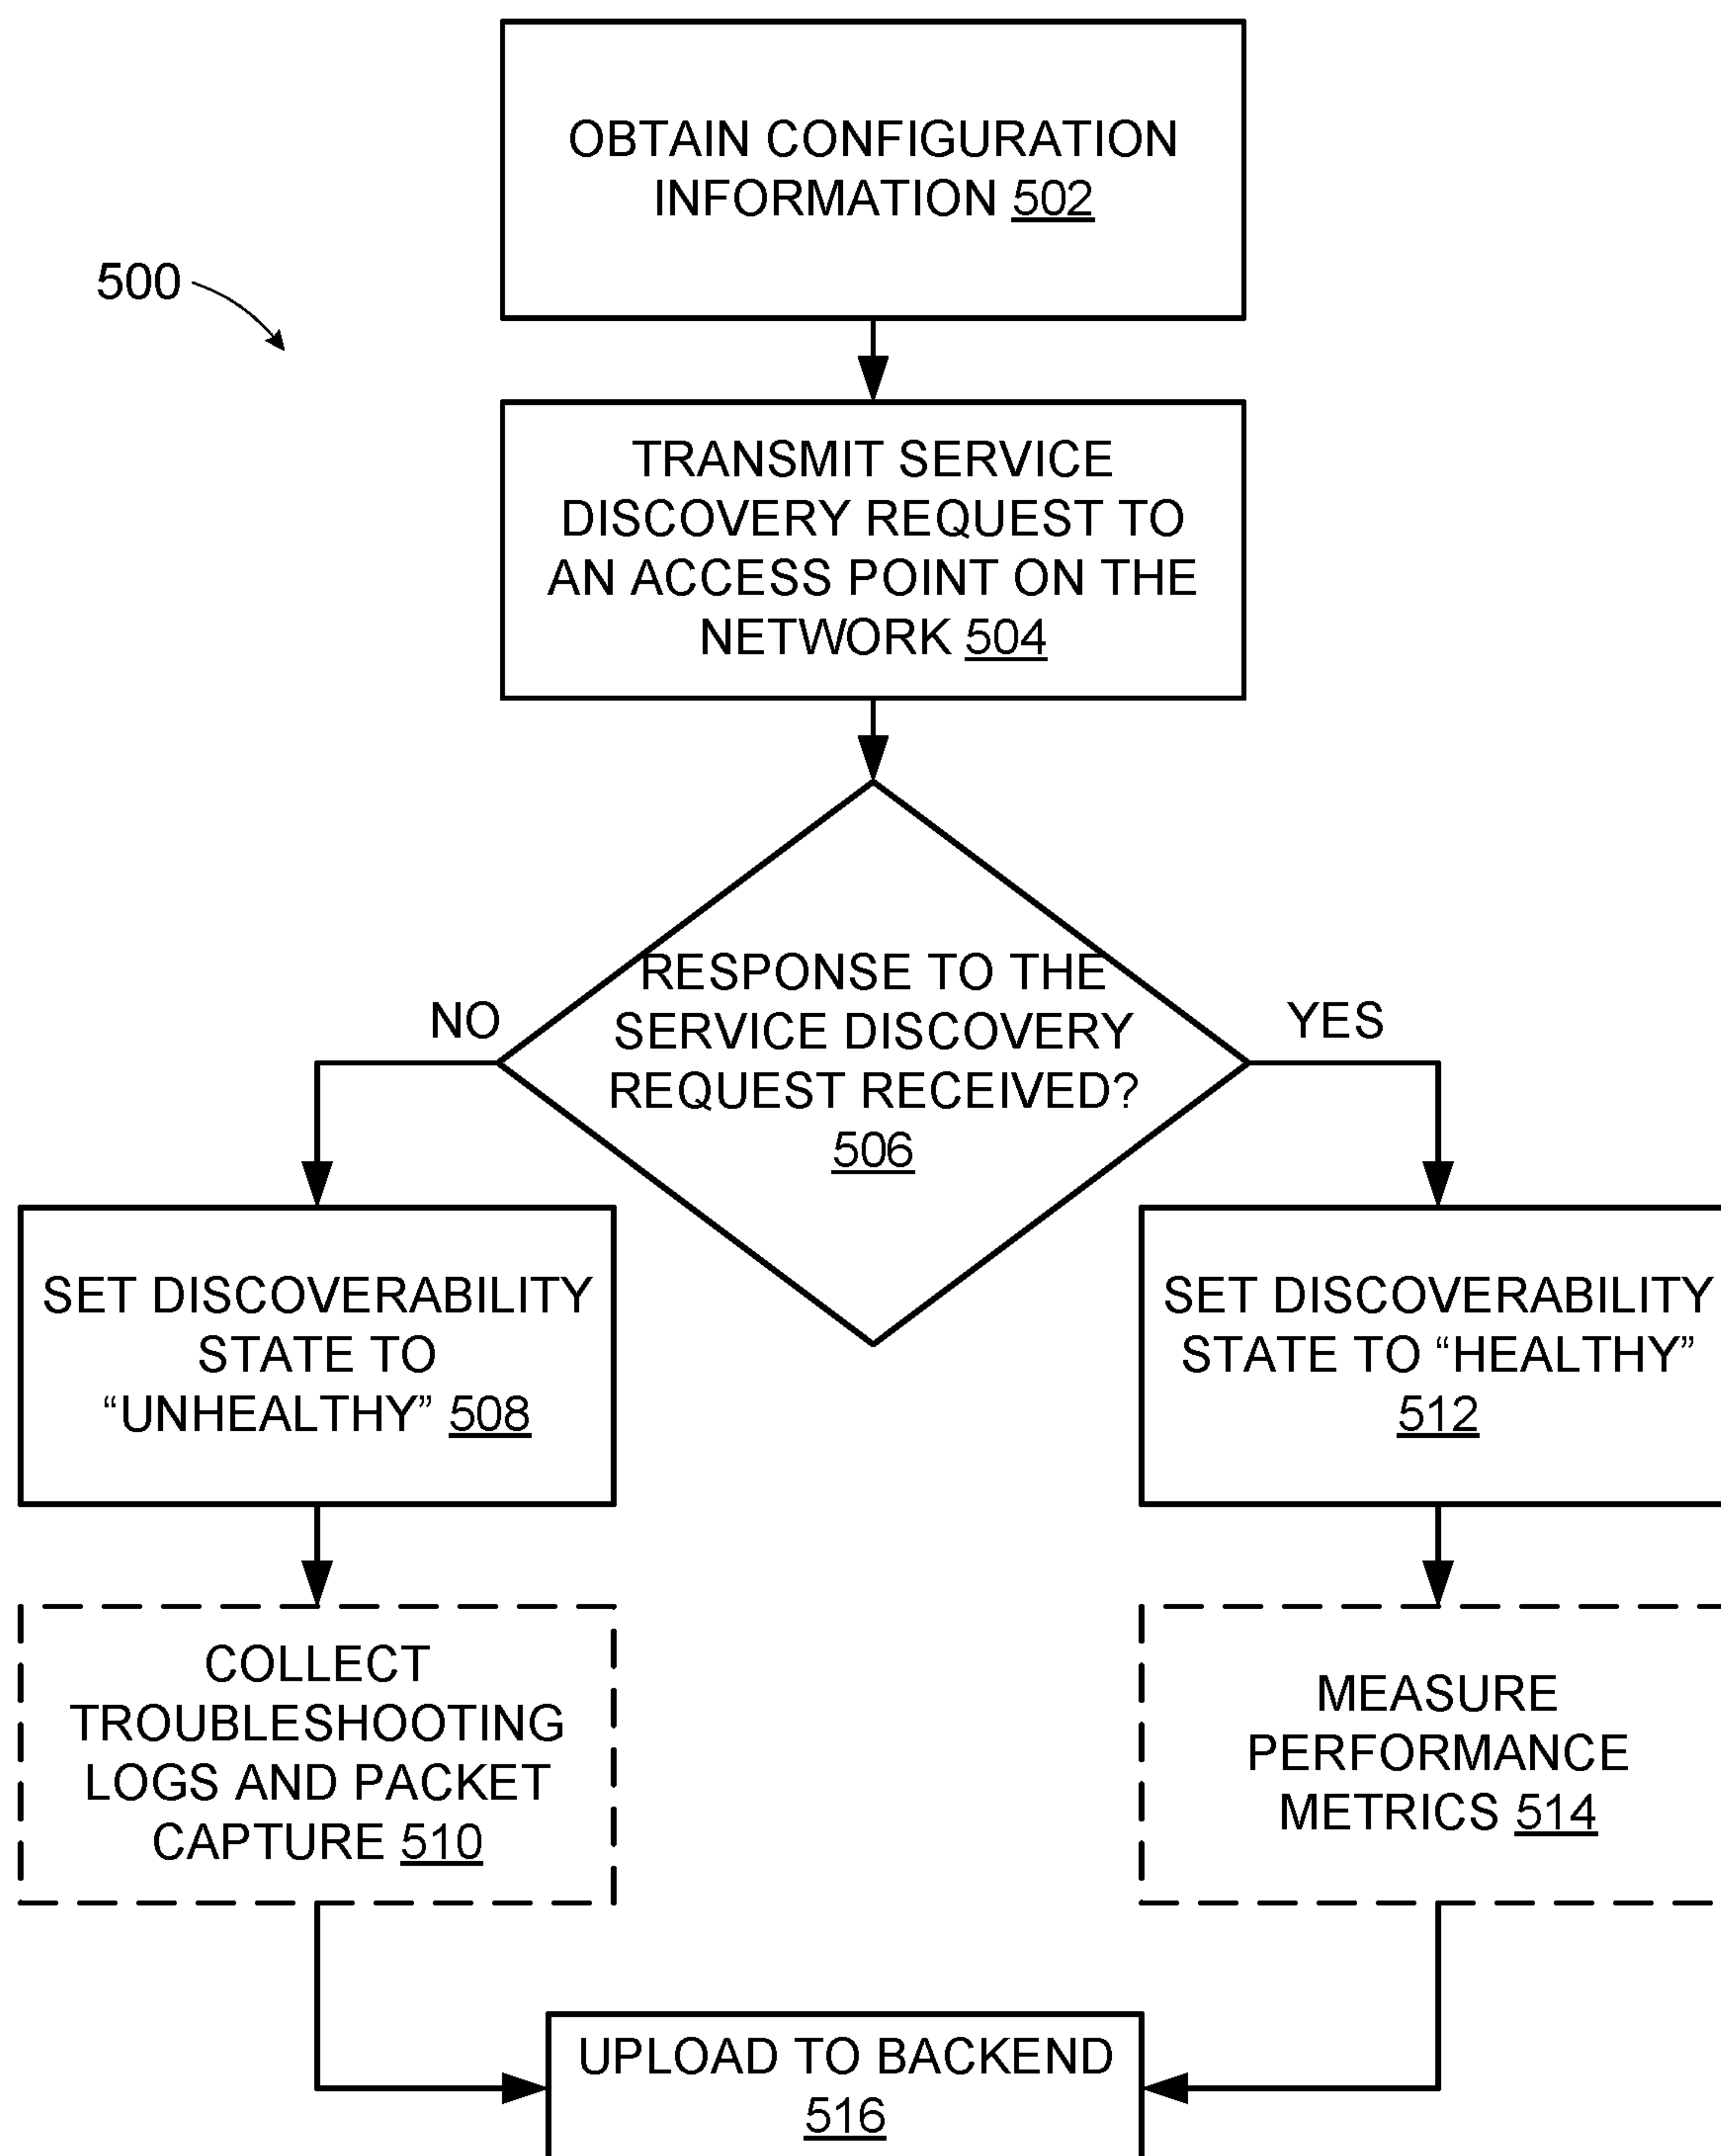 OBTAIN CONFIGURATION
INFORMATION 502
500
TRANSMIT SERVICE
DISCOVERY REQUEST TO
AN ACCESS POINT ON THE
NETWORK 504
RESPONSE TO THE
SERVICE DISCOVERY
REQUEST RECEIVED?
506
NO
YES
SET DISCOVERABILITY
STATE TO
“UNHEALTHY” 508
SET DISCOVERABILITY
STATE TO “HEALTHY”
512
COLLECT
TROUBLESHOOTING
LOGS AND PACKET
CAPTURE 510
MEASURE
PERFORMANCE
METRICS 514
UPLOAD TO BACKEND
516